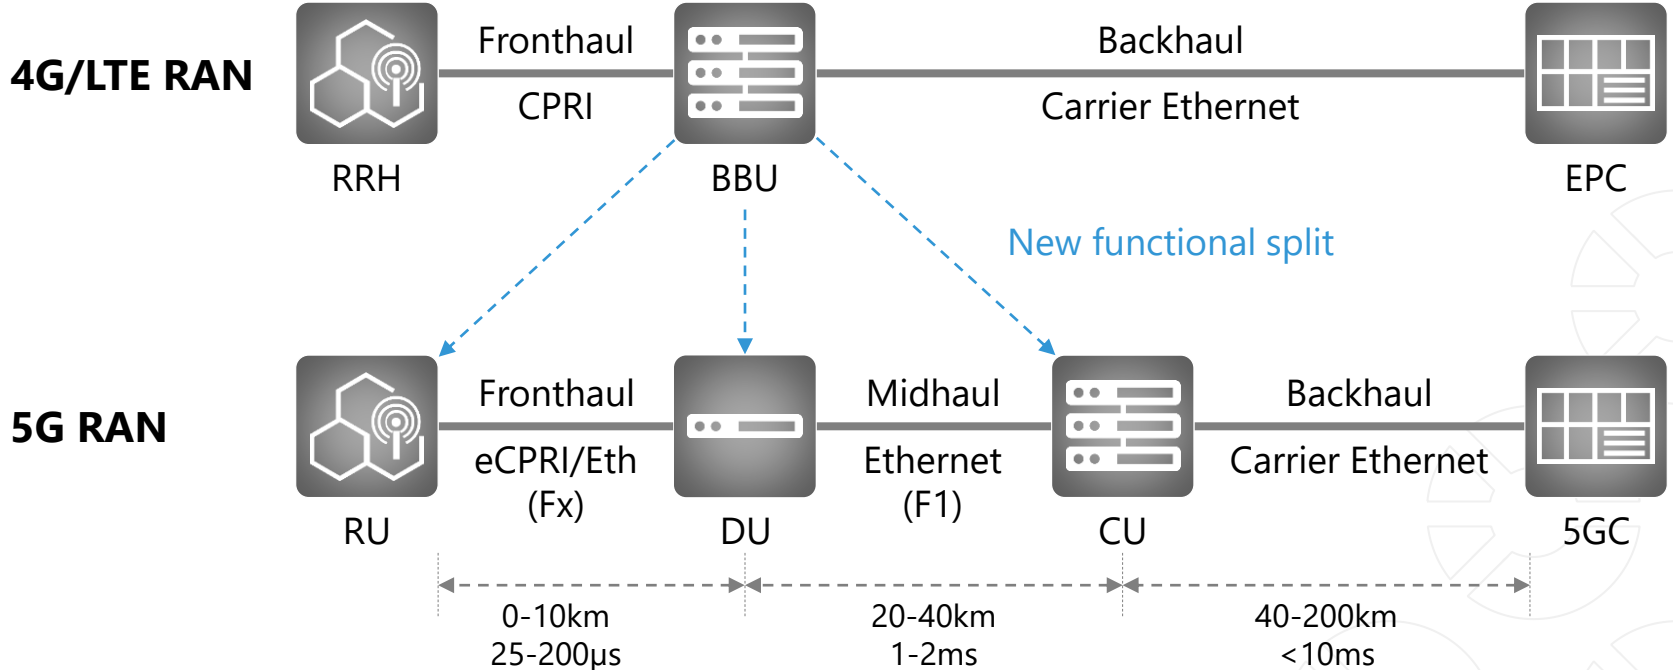 4G/LTE RAN
Fronthaul
CPRI
Backhaul
Carrier Ethernet
RRH
BBU
EPC
New functional split
5G RAN
Fronthaul
eCPRI/Eth
(Fx)
Midhaul
Ethernet
(F1)
Backhaul
Carrier Ethernet
RU
DU
CU
5GC
0-10km
25-200µs
20-40km
1-2ms
40-200km
<10ms